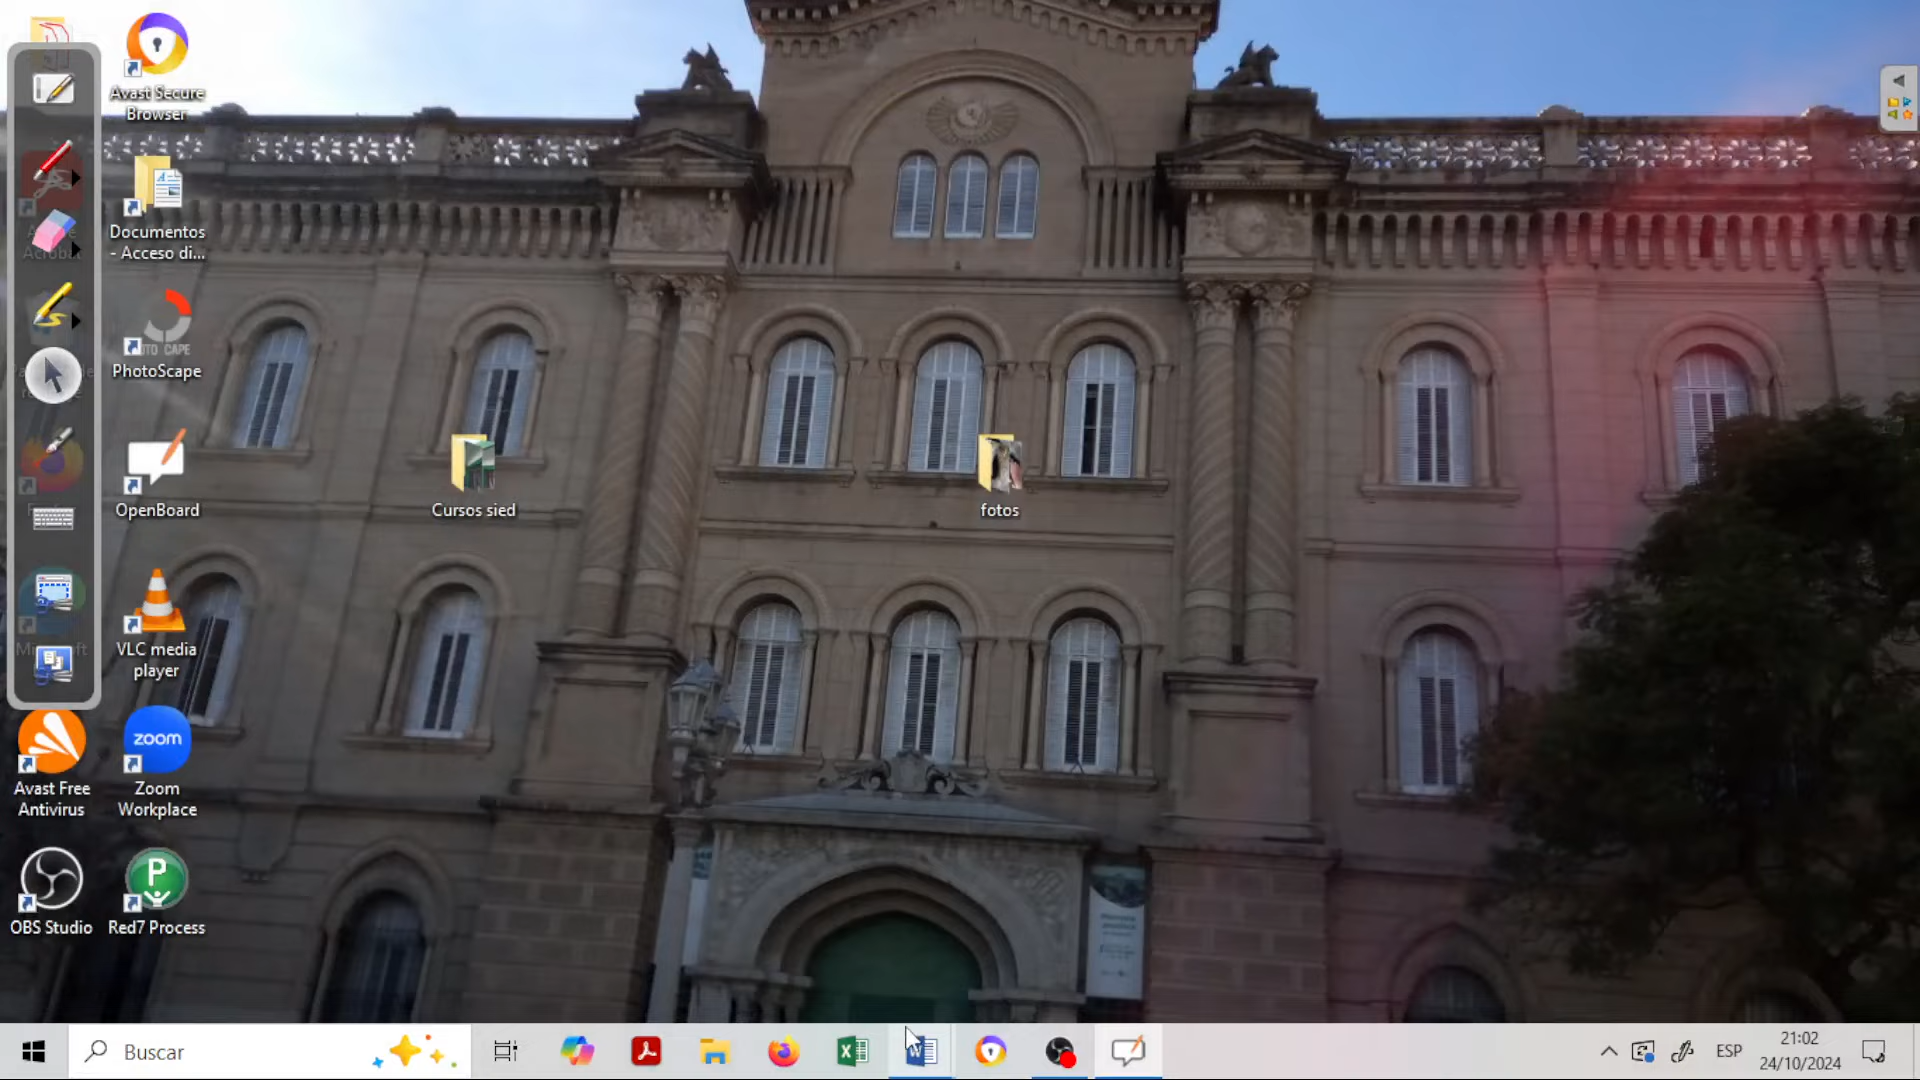 Avast Secure
Browser
Documentos
- Acceso di...
PhotoScape
OpenBoard
Cursos sied
fotos
VLC media
player
Avast Free
Antivirus
zoom
Zoom
Workplace
P
OBS Studio
Red7 Process
Buscar
ESP
21:02
24/10/2024